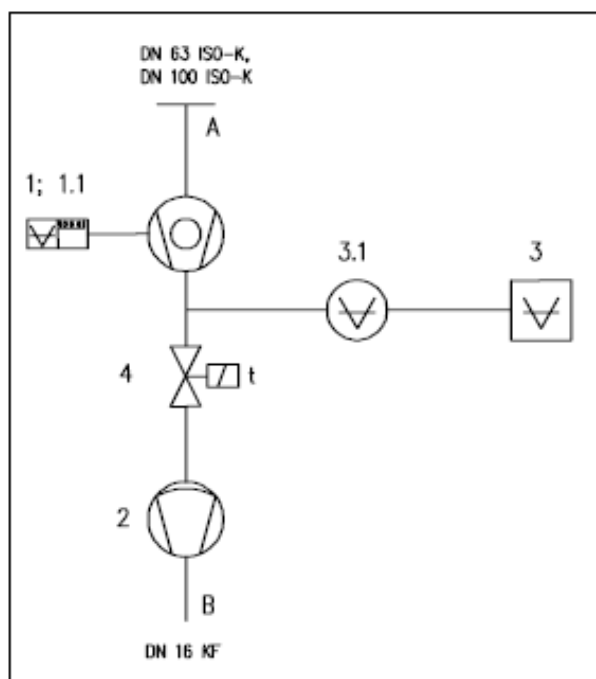 DN 63 ISO-K,
DN 100 ISO-K
A
1; 1.1
3.1
3
4
t
2
B
DN 16 KF